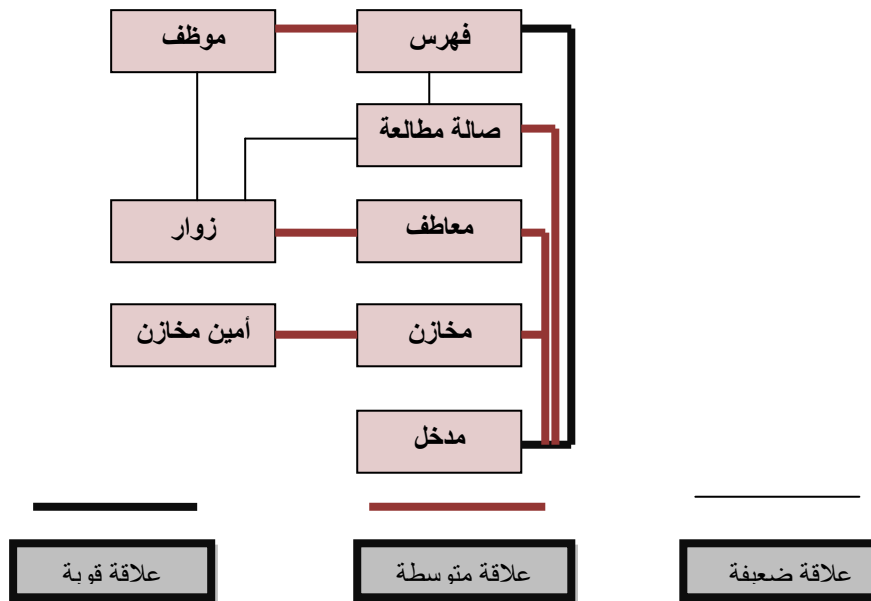 فهرس
موظف
صالة مطالعة
معاطف
زوار
مخازن
أمين مخازن
مدخل
علاقة ضعيفة
علاقة متوسطة
علاقة قوية